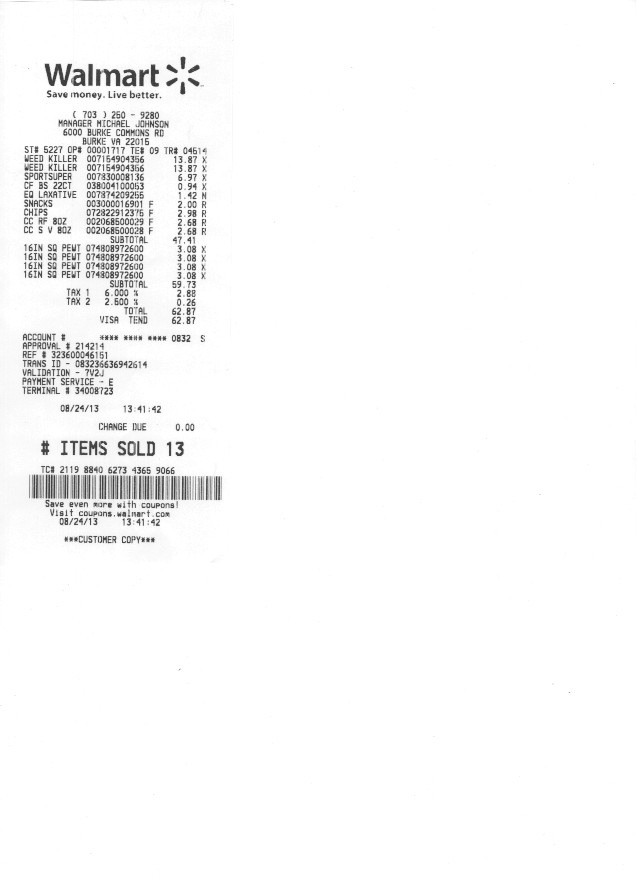 Walmart
Save money. Live better.
( 703 ) 250 - 9280
MANAGER MICHAEL JOHNSON
6000 BURKE COMMONS RD
BURKE VA 22015
ST# 5227 OP# 00001717 TE# 09 TR# 04514
WEED KILLER 007154904356 13.87 X
WEED KILLER 007154904356 13.87 X
SPORTSUPER 007830008136 6.97 X
CF BS 22CT 038004100053 0.94 X
EQ LAXATIVE 007874209255 1.42 N
SNACKS 003000016901 F 2.00 R
CHIPS 072822912375 F 2.98 R
CC RF 8OZ 002068500029 F 2.68 R
CC S V 8OZ 002068500028 F 2.68 R
SUBTOTAL 47.41
16IN SQ PEWT 074808972600 3.08 X
16IN SQ PEWT 074808972600 3.08 X
16IN SQ PEWT 074808972600 3.08 X
16IN SQ PEWT 074808972600 3.08 X
SUBTOTAL 59.73
TAX 1 6.000 % 2.88
TAX 2 2.500 % 0.26
TOTAL 62.87
VISA TEND 62.87
ACCOUNT # **** **** **** 0832 S
APPROVAL # 214214
REF # 323600046151
TRANS ID - 083236636942614
VALIDATION - 7V2J
PAYMENT SERVICE - E
TERMINAL # 34008723
08/24/13 13:41:42
CHANGE DUE 0.00
# ITEMS SOLD 13
TC# 2119 8840 6273 4365 9066
Save even more with coupons!
Visit coupons.walmart.com
08/24/13 13:41:42
***CUSTOMER COPY***